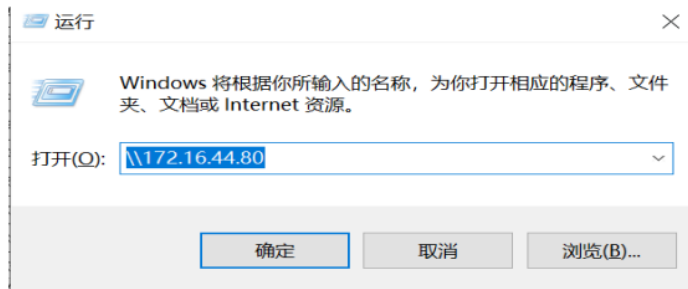 运行
Windows 将根据你所输入的名称，为你打开相应的程序、文件
夹、文档或 Internet 资源。
打开(O): \\172.16.44.80
确定 取消 浏览(B)...